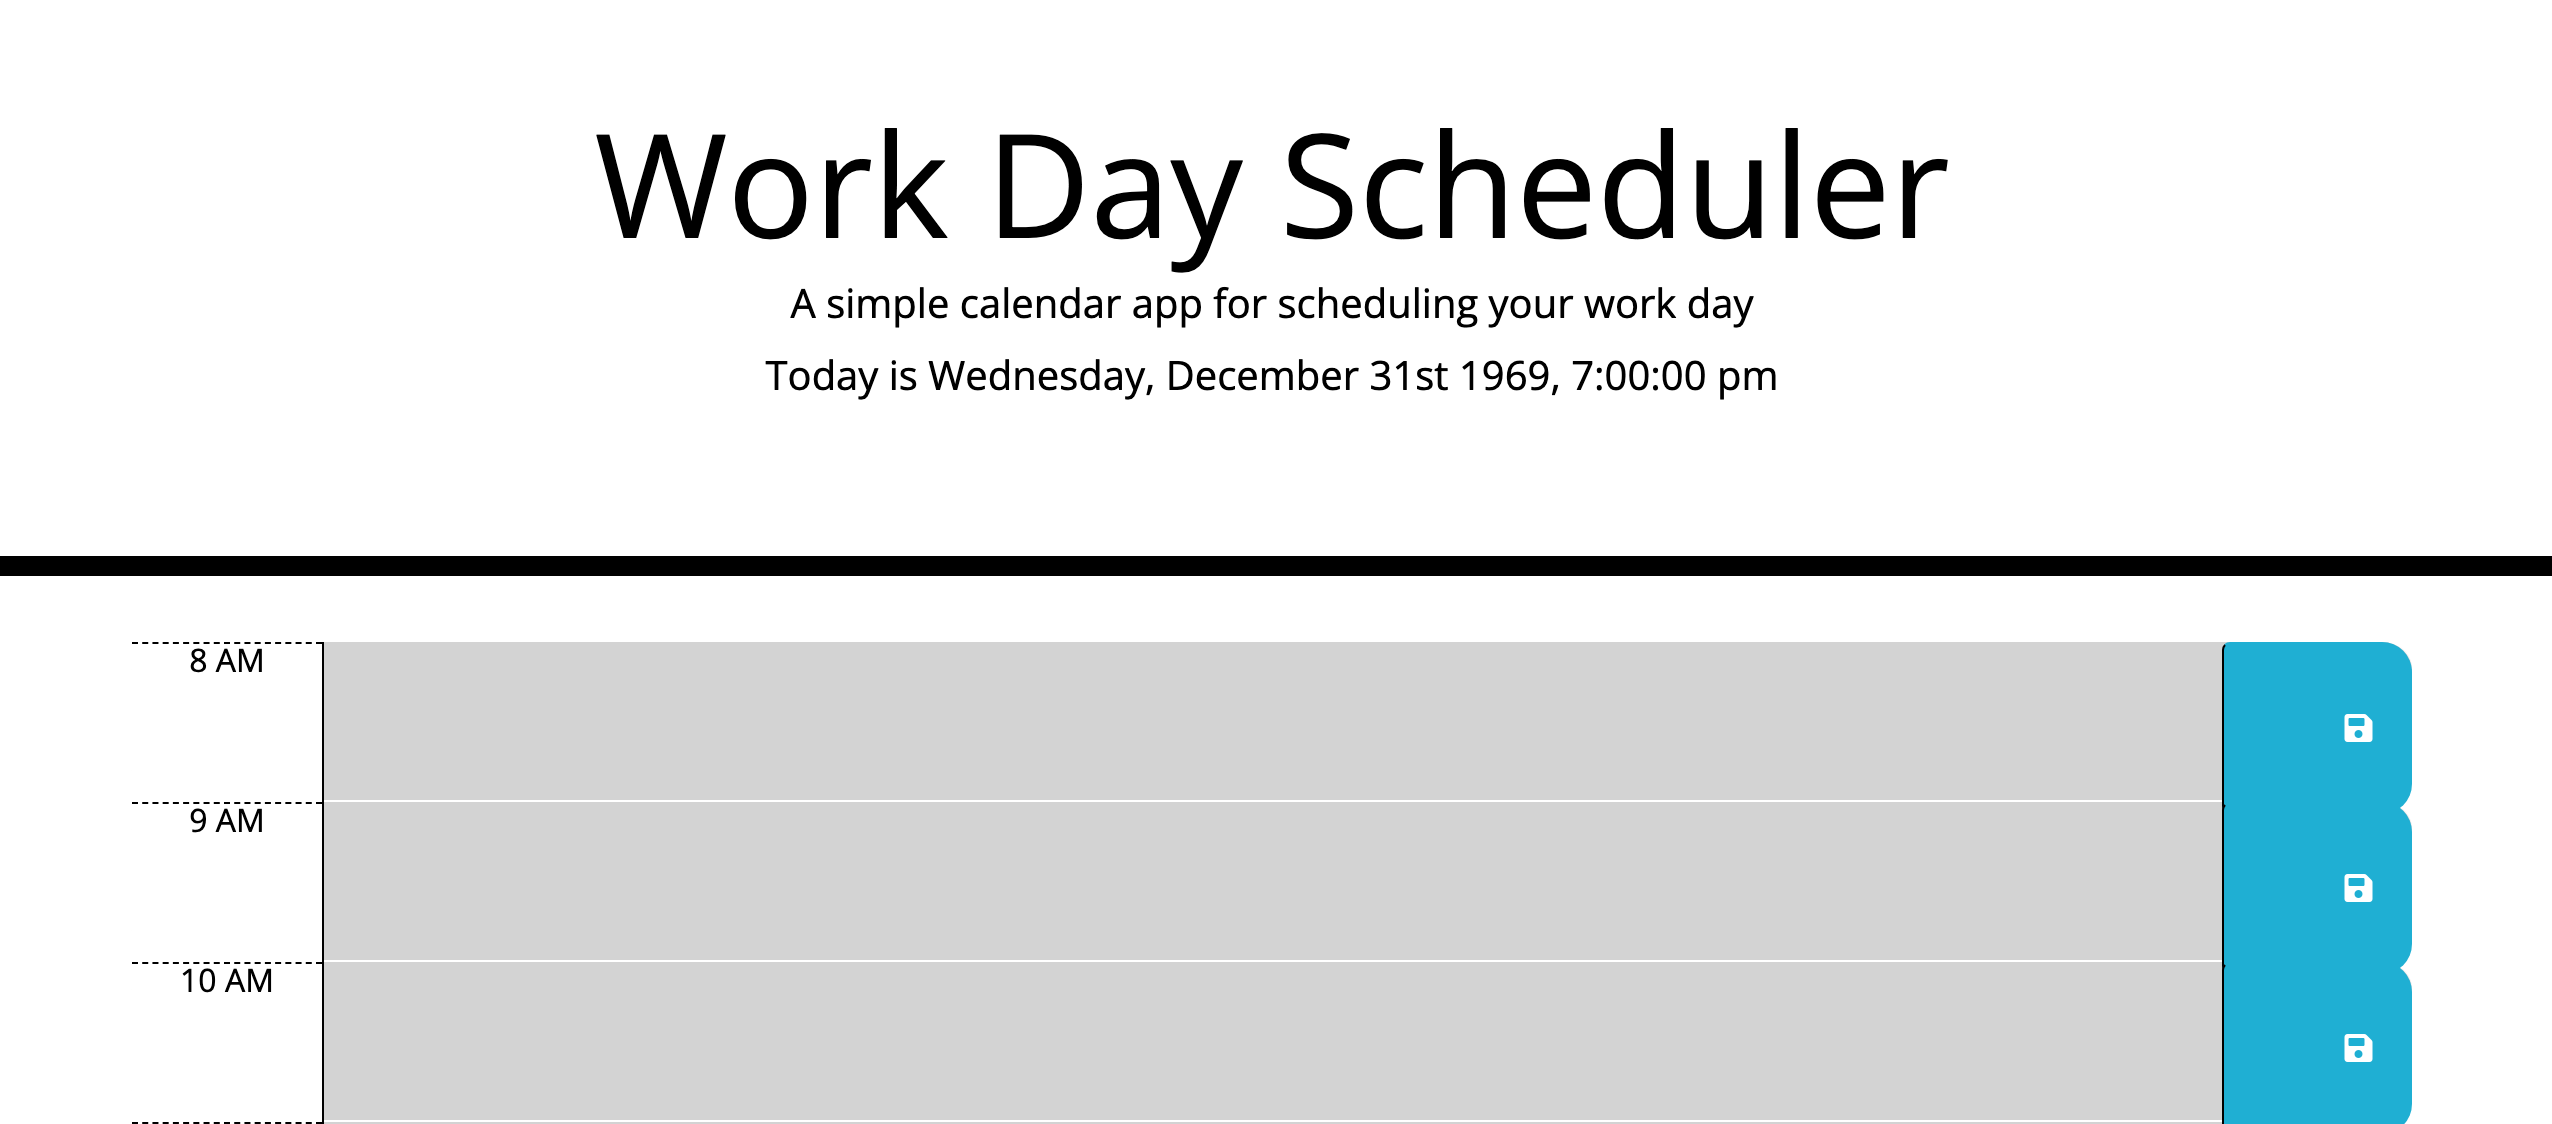 Work Day Scheduler
A simple calendar app for scheduling your work day
Today is Wednesday, December 31st 1969, 7:00:00 pm
8 AM
9 AM
10 AM